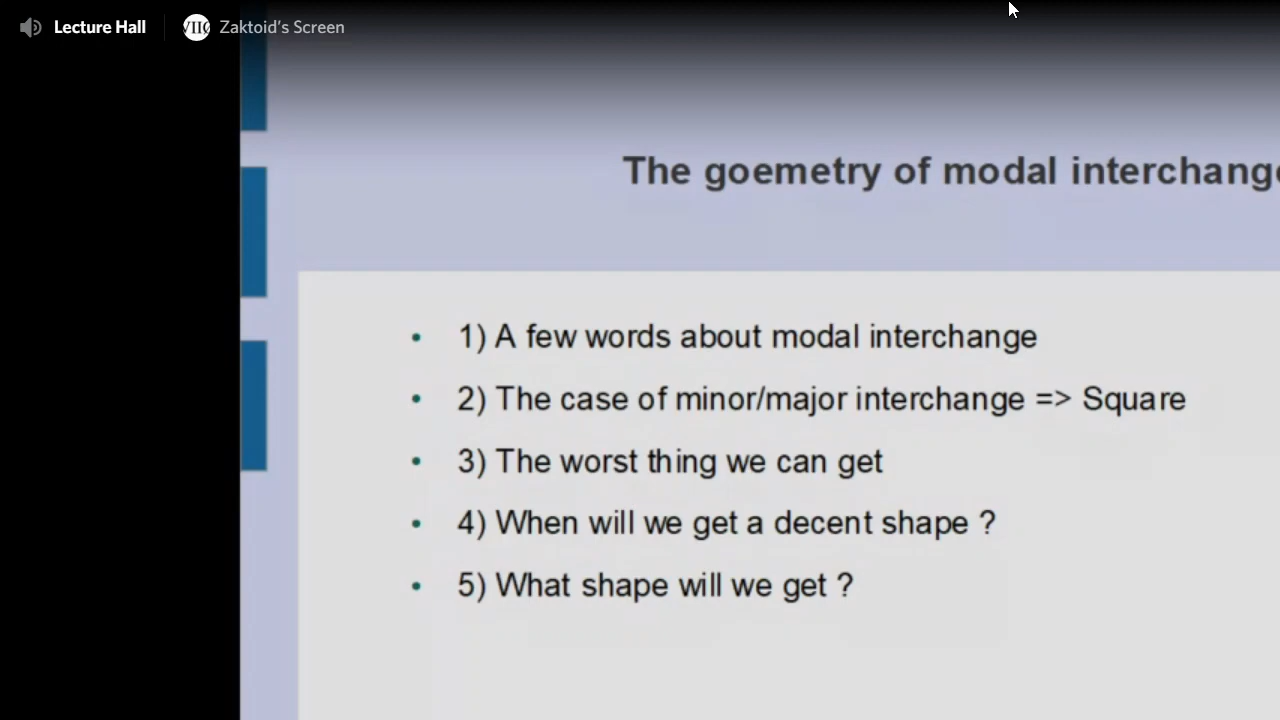 Lecture Hall
Zaktoid's Screen
The goemetry of modal interchange
• 1) A few words about modal interchange
• 2) The case of minor/major interchange => Square
• 3) The worst thing we can get
• 4) When will we get a decent shape ?
• 5) What shape will we get ?